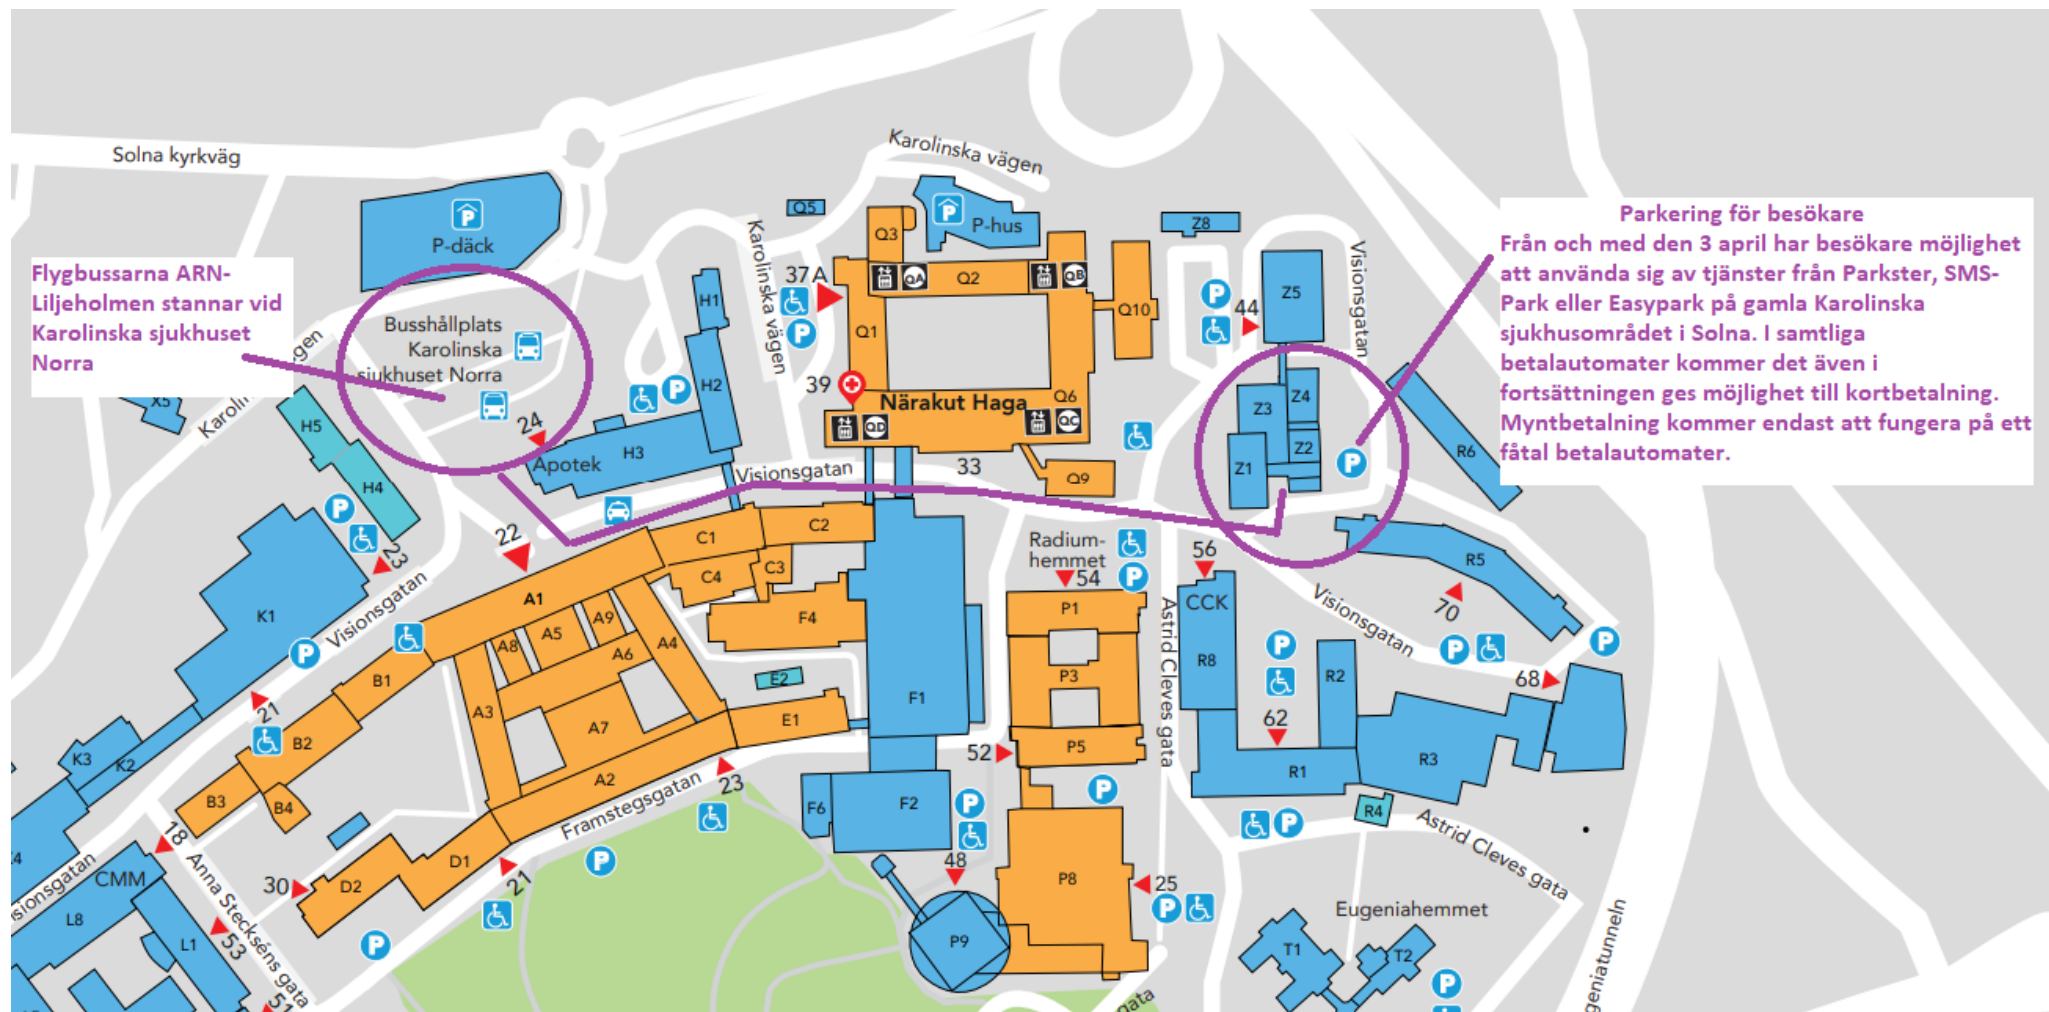 Solna kyrkväg
Karolinska vägen
P-däck
P-hus
Q5
Q3
Z8
Flygbussarna ARN-
Liljeholmen stannar vid
Karolinska sjukhuset
Norra
Parkering för besökare
Från och med den 3 april har besökare möjlighet
att använda sig av tjänster från Parkster, SMS-
Park eller Easypark på gamla Karolinska
sjukhusområdet i Solna. I samtliga
betalautomater kommer det även i
fortsättningen ges möjlighet till kortbetalning.
Myntbetalning kommer endast att fungera på ett
fåtal betalautomater.
Busshållplats
Karolinska
sjukhuset Norra
Karolinska vägen
37A
QA
Q2
QB
H1
Q1
Q10
44
Z5
Visionsgatan
39
Närakut Haga
Q6
QD
QC
H2
Z3
Z4
Z2
Z1
R6
X5
H5
H4
24
Apotek
H3
P
33
Q9
Visionsgatan
22
23
C1
C2
C4
C3
Radium-
hemmet
54
56
CCK
R5
70
K1
Visionsgatan
A1
A8
A5
A9
A6
A4
F4
P1
R8
Astrid Cleves gata
Visionsgatan
B1
A3
A7
E2
E1
F1
P3
R2
68
21
B2
A2
52
P5
62
R1
R3
K3
K2
B3
B4
Framstegsgatan
23
F6
F2
P
R4
Astrid Cleves gata
18
CMM
D1
21
48
P8
25
30
D2
L8
L1
53
Anna Steckséns gata
P9
Eugeniahemmet
T1
T2
51